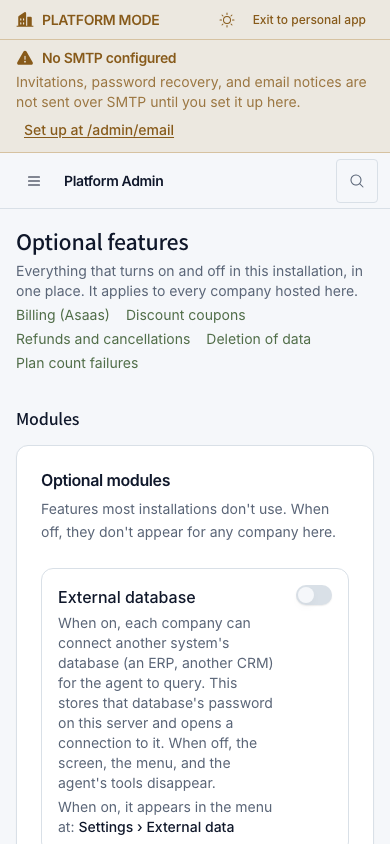 PLATFORM MODE
Exit to personal app
No SMTP configured
Invitations, password recovery, and email notices are
not sent over SMTP until you set it up here.
Set up at /admin/email
Platform Admin
Optional features
Everything that turns on and off in this installation, in
one place. It applies to every company hosted here.
Billing (Asaas) Discount coupons
Refunds and cancellations Deletion of data
Plan count failures
Modules
Optional modules
Features most installations don't use. When
off, they don't appear for any company here.
External database
When on, each company can
connect another system's
database (an ERP, another CRM)
for the agent to query. This
stores that database's password
on this server and opens a
connection to it. When off, the
screen, the menu, and the
agent's tools disappear.
When on, it appears in the menu
at: Settings › External data